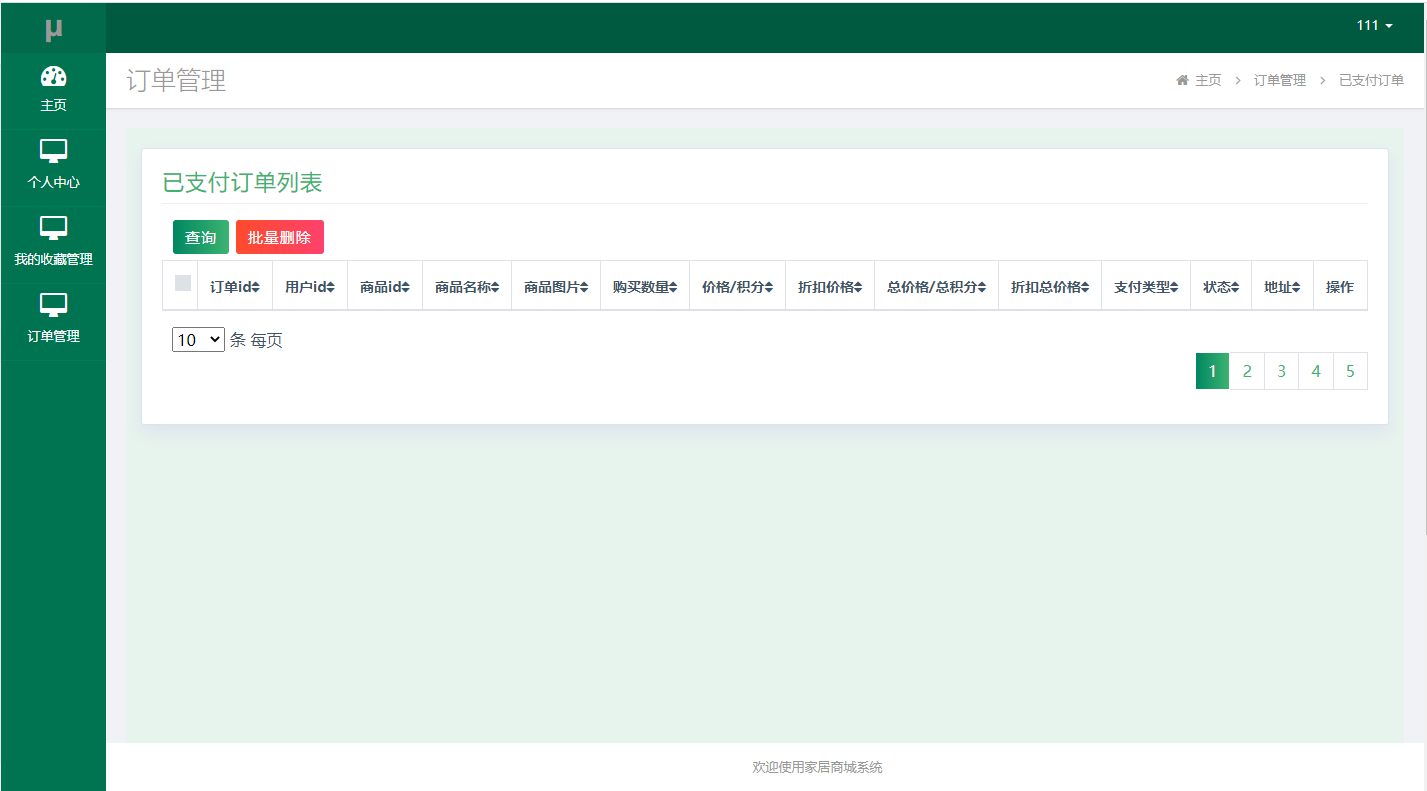 μ
111
主页
个人中心
我的收藏管理
订单管理
订单管理
主页 > 订单管理 > 已支付订单
已支付订单列表
查询 批量删除
订单id 用户id 商品id 商品名称 商品图片 购买数量 价格/积分 折扣价格 总价格/总积分 折扣总价格 支付类型 状态 地址 操作
10 条 每页
1 2 3 4 5
欢迎使用家居商城系统